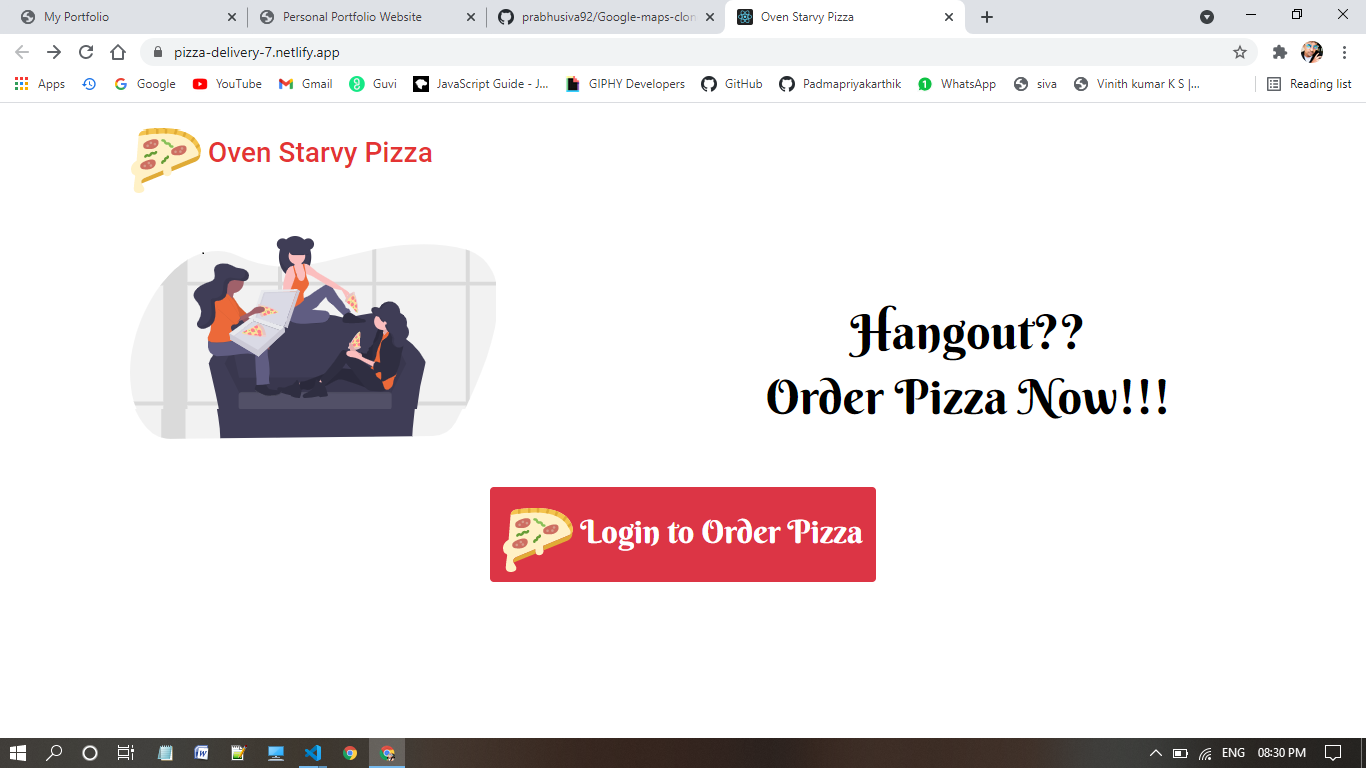 My Portfolio
Personal Portfolio Website
prabhusiva92/Google-maps-clon
Oven Starvy Pizza
pizza-delivery-7.netlify.app
Apps
Google
YouTube
Gmail
Guvi
JavaScript Guide - J...
GIPHY Developers
GitHub
Padmapriyakarthik
WhatsApp
siva
Vinith kumar K S |...
Reading list
Oven Starvy Pizza
Hangout??
Order Pizza Now!!!
Login to Order Pizza
ENG
08:30 PM